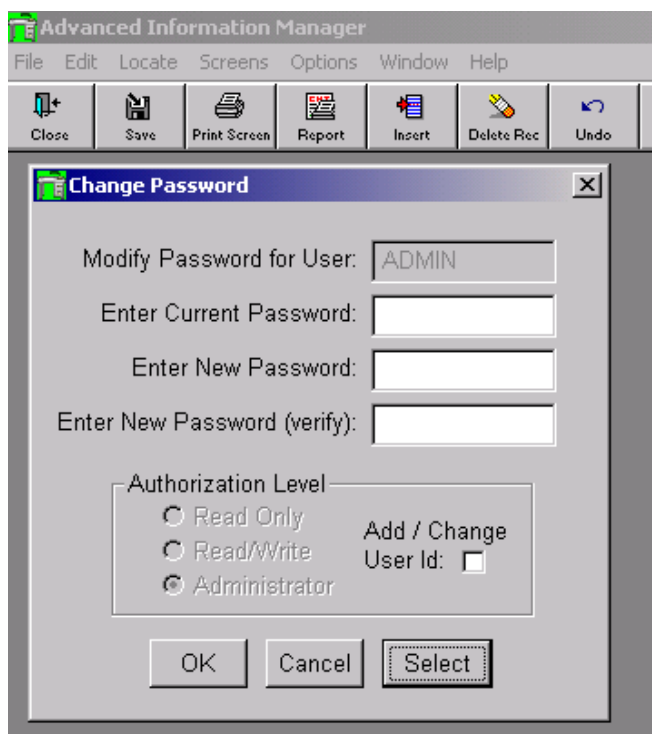 Advanced Information Manager
File Edit Locate Screens Options Window Help
Close Save Print Screen Report Insert Delete Rec Undo
Change Password
Modify Password for User: ADMIN
Enter Current Password:
Enter New Password:
Enter New Password (verify):
Authorization Level
Read Only
Read/Write
Administrator
Add / Change
User Id:
OK Cancel Select